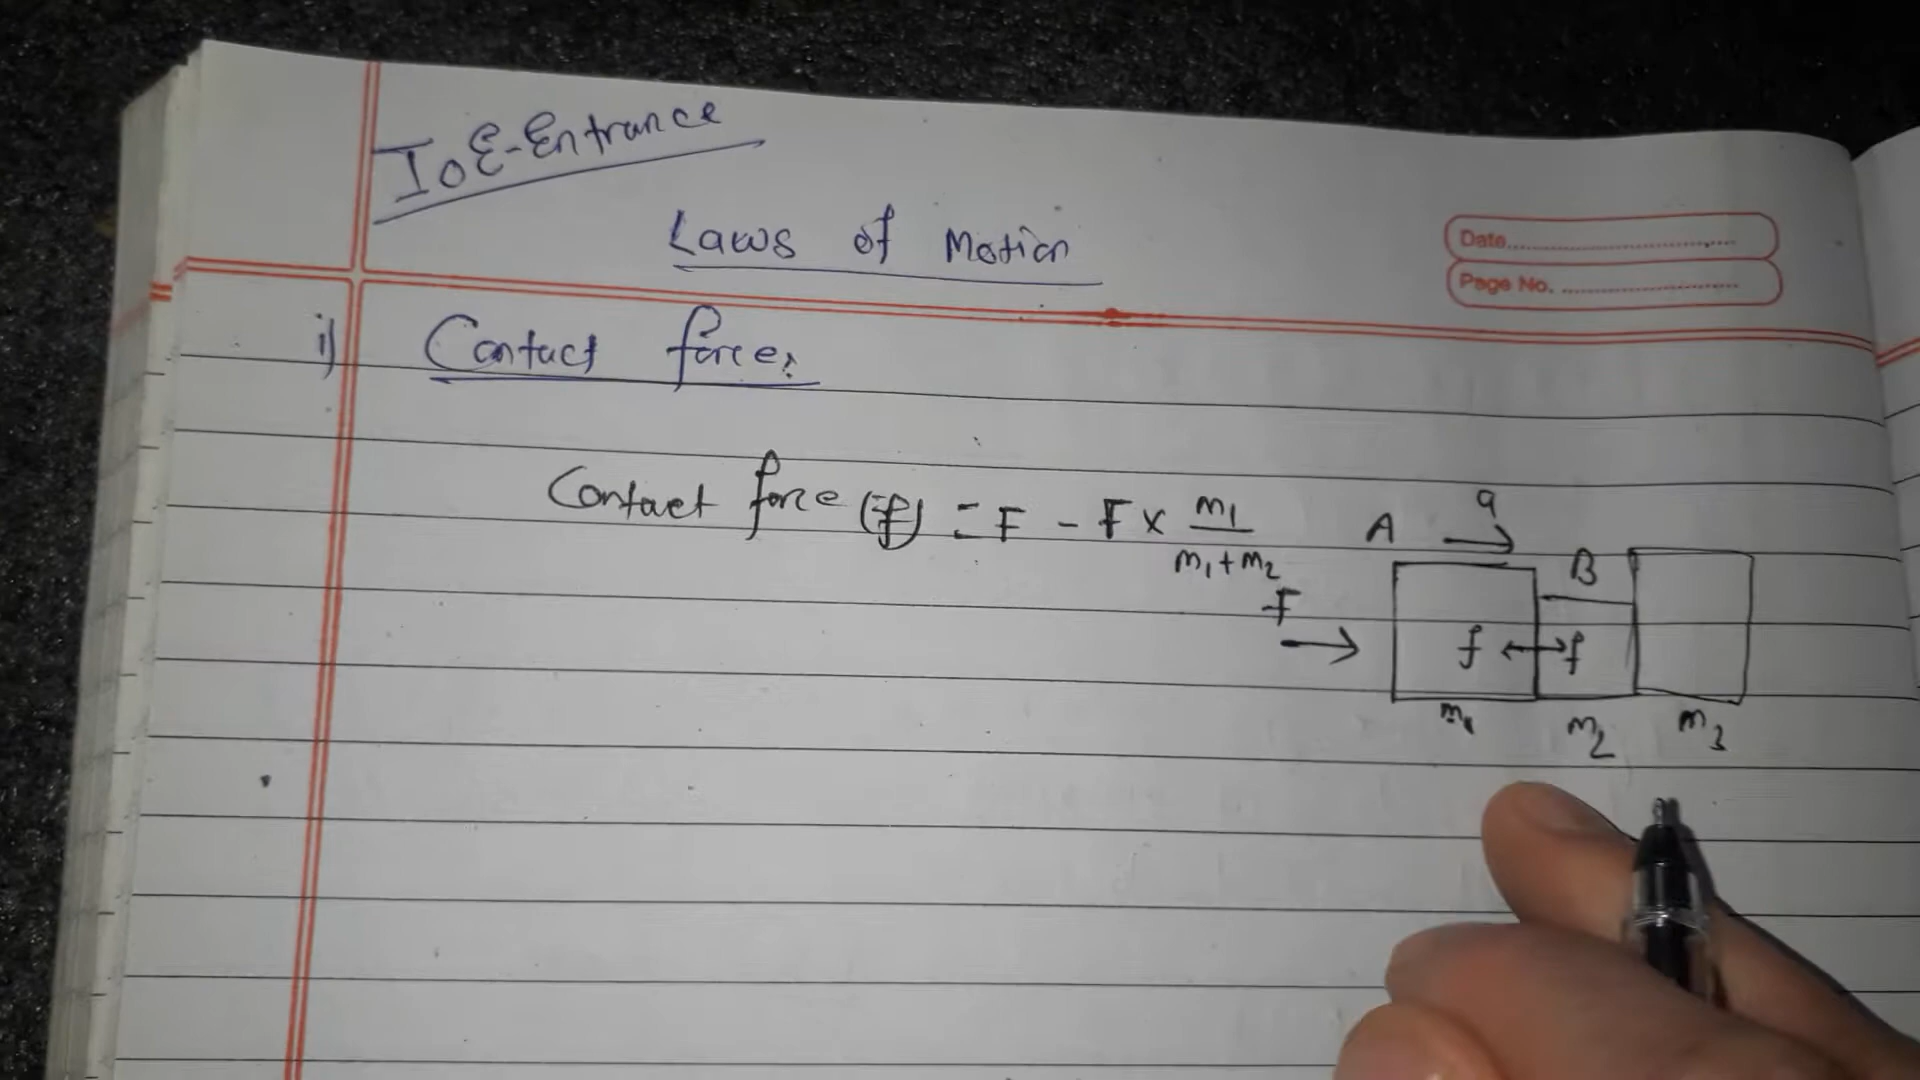 IOE-Entrance
Laws of Motion
Date
Page No.
i) Contact force:
Contact force (f) = F - F x m1/m1+m2
A a
B
F
f f
m1 m2 m3